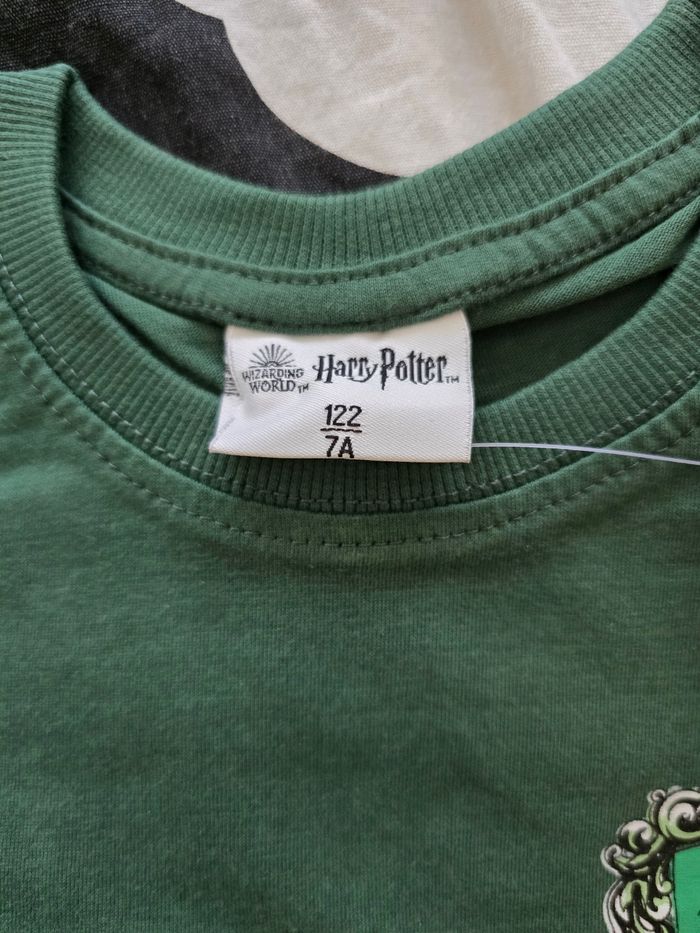 WIZARDING
WORLD™
Harry Potter™
122
7A